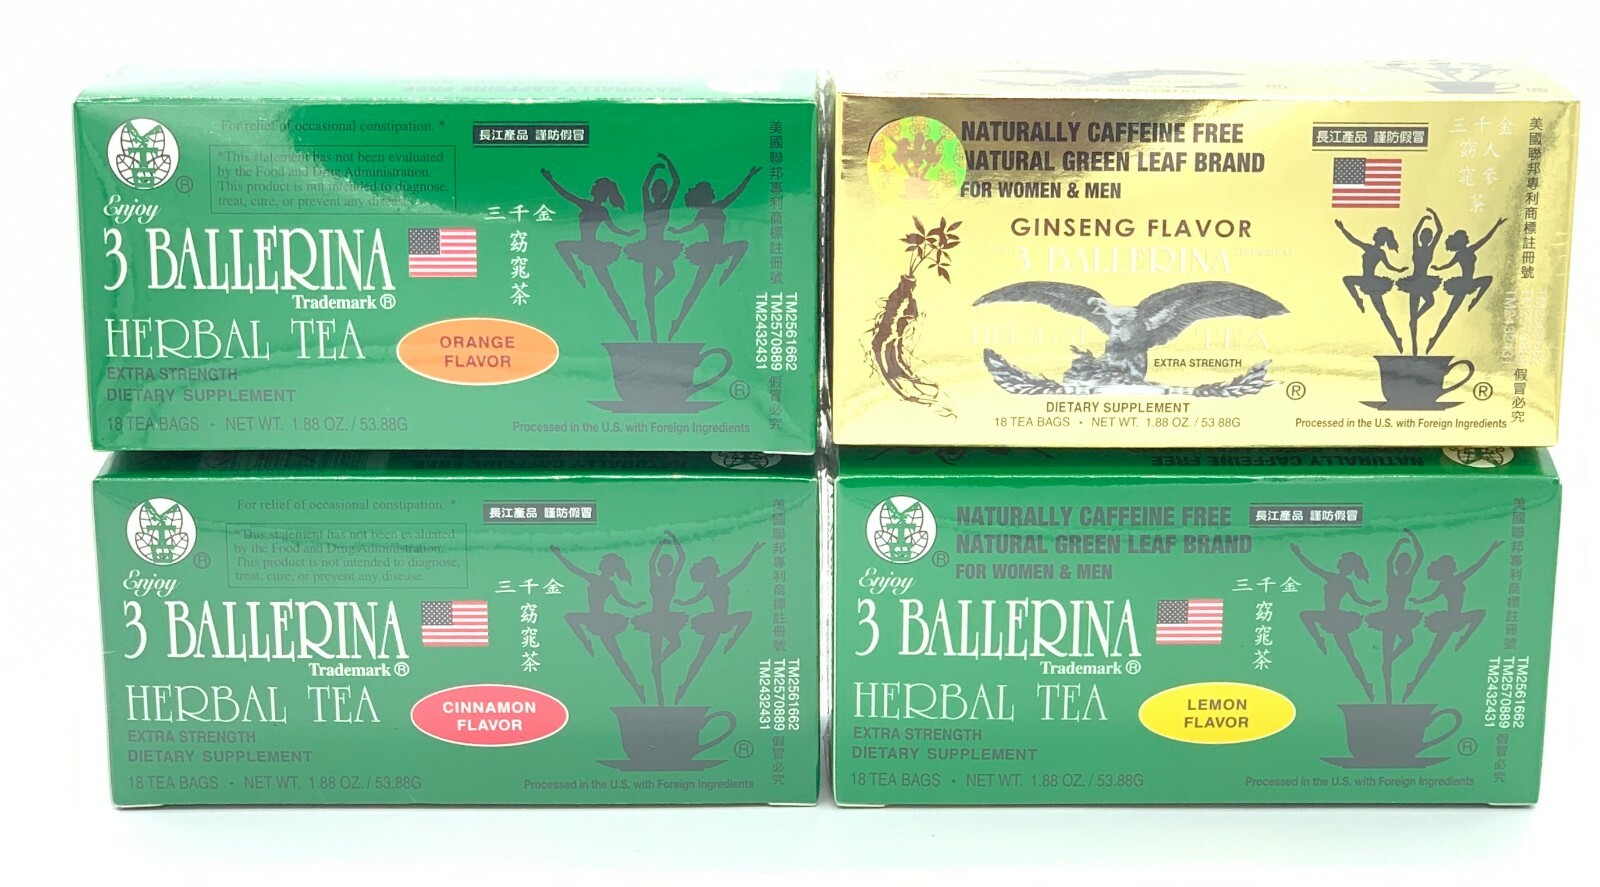 For relief of occasional constipation. *
*This statement has not been evaluated
by the Food and Drug Administration.
This product is not intended to diagnose,
treat, cure, or prevent any disease.
長江產品 謹防假冒
®
Enjoy
3 BALLERINA
Trademark ®
HERBAL TEA
EXTRA STRENGTH
DIETARY SUPPLEMENT
18 TEA BAGS • NET WT. 1.88 OZ. / 53.88G
ORANGE
FLAVOR
三千金
窈窕茶
®
Processed in the U.S. with Foreign Ingredients
美國聯邦專利商標註冊號
TM2561662
TM2570889
TM2432431
假冒必究
NATURALLY CAFFEINE FREE
NATURAL GREEN LEAF BRAND
FOR WOMEN & MEN
GINSENG FLAVOR
3 BALLERINA
HERBAL TEA
EXTRA STRENGTH
®
DIETARY SUPPLEMENT
18 TEA BAGS • NET WT. 1.88 OZ. / 53.88G
長江產品 謹防假冒
三千金
人參
窈窕茶
®
Processed in the U.S. with Foreign Ingredients
美國聯邦專利商標註冊號
TM2432431
假冒必究
NATURALLY CAFFEINE FREE
For relief of occasional constipation. *
*This statement has not been evaluated
by the Food and Drug Administration.
This product is not intended to diagnose,
treat, cure, or prevent any disease.
長江產品 謹防假冒
®
Enjoy
3 BALLERINA
Trademark ®
HERBAL TEA
EXTRA STRENGTH
DIETARY SUPPLEMENT
18 TEA BAGS • NET WT. 1.88 OZ. / 53.88G
CINNAMON
FLAVOR
三千金
窈窕茶
®
Processed in the U.S. with Foreign Ingredients
美國聯邦專利商標註冊號
TM2561662
TM2570889
TM2432431
假冒必究
NATURALLY CAFFEINE FREE
NATURALLY CAFFEINE FREE
NATURAL GREEN LEAF BRAND
FOR WOMEN & MEN
長江產品 謹防假冒
®
Enjoy
3 BALLERINA
Trademark ®
HERBAL TEA
EXTRA STRENGTH
DIETARY SUPPLEMENT
18 TEA BAGS • NET WT. 1.88 OZ. / 53.88G
LEMON
FLAVOR
三千金
窈窕茶
®
Processed in the U.S. with Foreign Ingredients
美國聯邦專利商標註冊號
TM2561662
TM2570889
TM2432431
假冒必究
NATURALLY CAFFEINE FREE